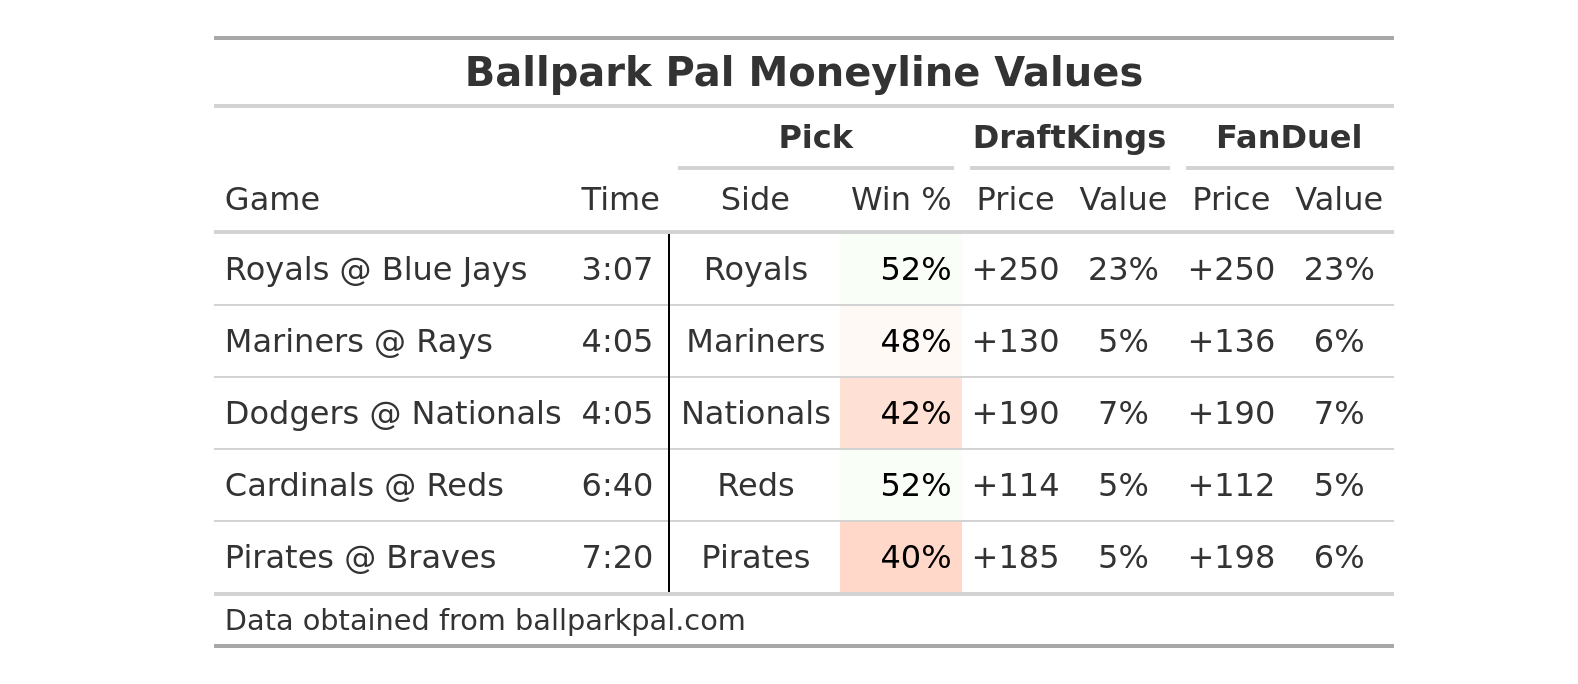 Ballpark Pal Moneyline Values
Pick DraftKings FanDuel
Game Time Side Win % Price Value Price Value
Royals @ Blue Jays 3:07 Royals 52% +250 23% +250 23%
Mariners @ Rays 4:05 Mariners 48% +130 5% +136 6%
Dodgers @ Nationals 4:05 Nationals 42% +190 7% +190 7%
Cardinals @ Reds 6:40 Reds 52% +114 5% +112 5%
Pirates @ Braves 7:20 Pirates 40% +185 5% +198 6%
Data obtained from ballparkpal.com